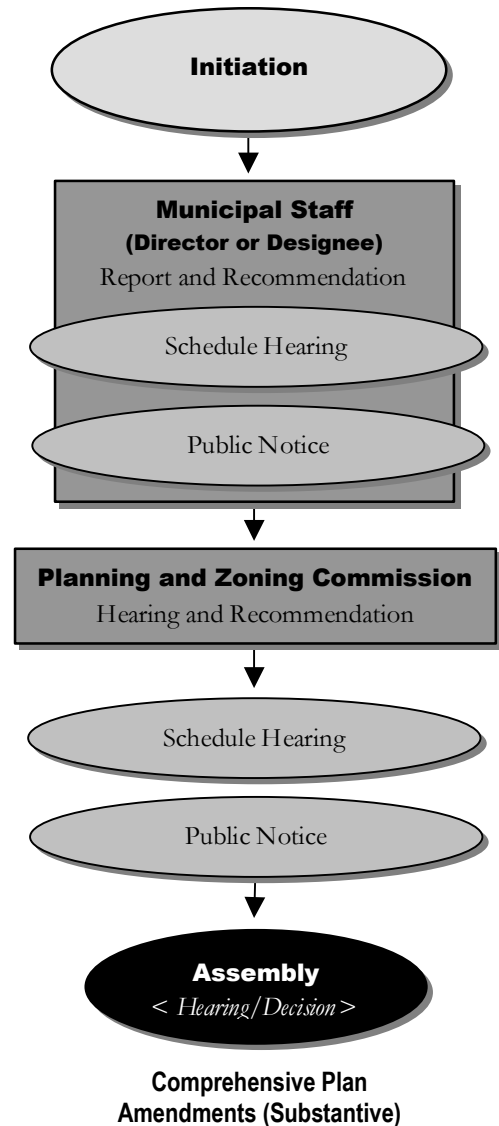 Initiation
Municipal Staff
(Director or Designee)
Report and Recommendation
Schedule Hearing
Public Notice
Planning and Zoning Commission
Hearing and Recommendation
Schedule Hearing
Public Notice
Assembly
< Hearing/Decision >
Comprehensive Plan
Amendments (Substantive)